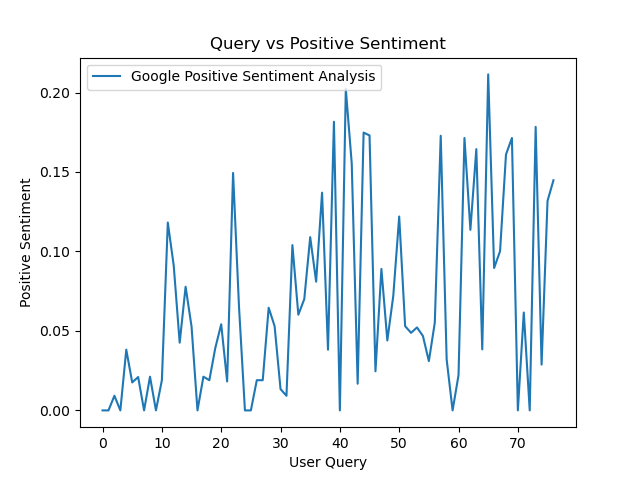 Query vs Positive Sentiment
Google Positive Sentiment Analysis
0.20
0.15
0.10
0.05
0.00
Positive Sentiment
0 10 20 30 40 50 60 70
User Query